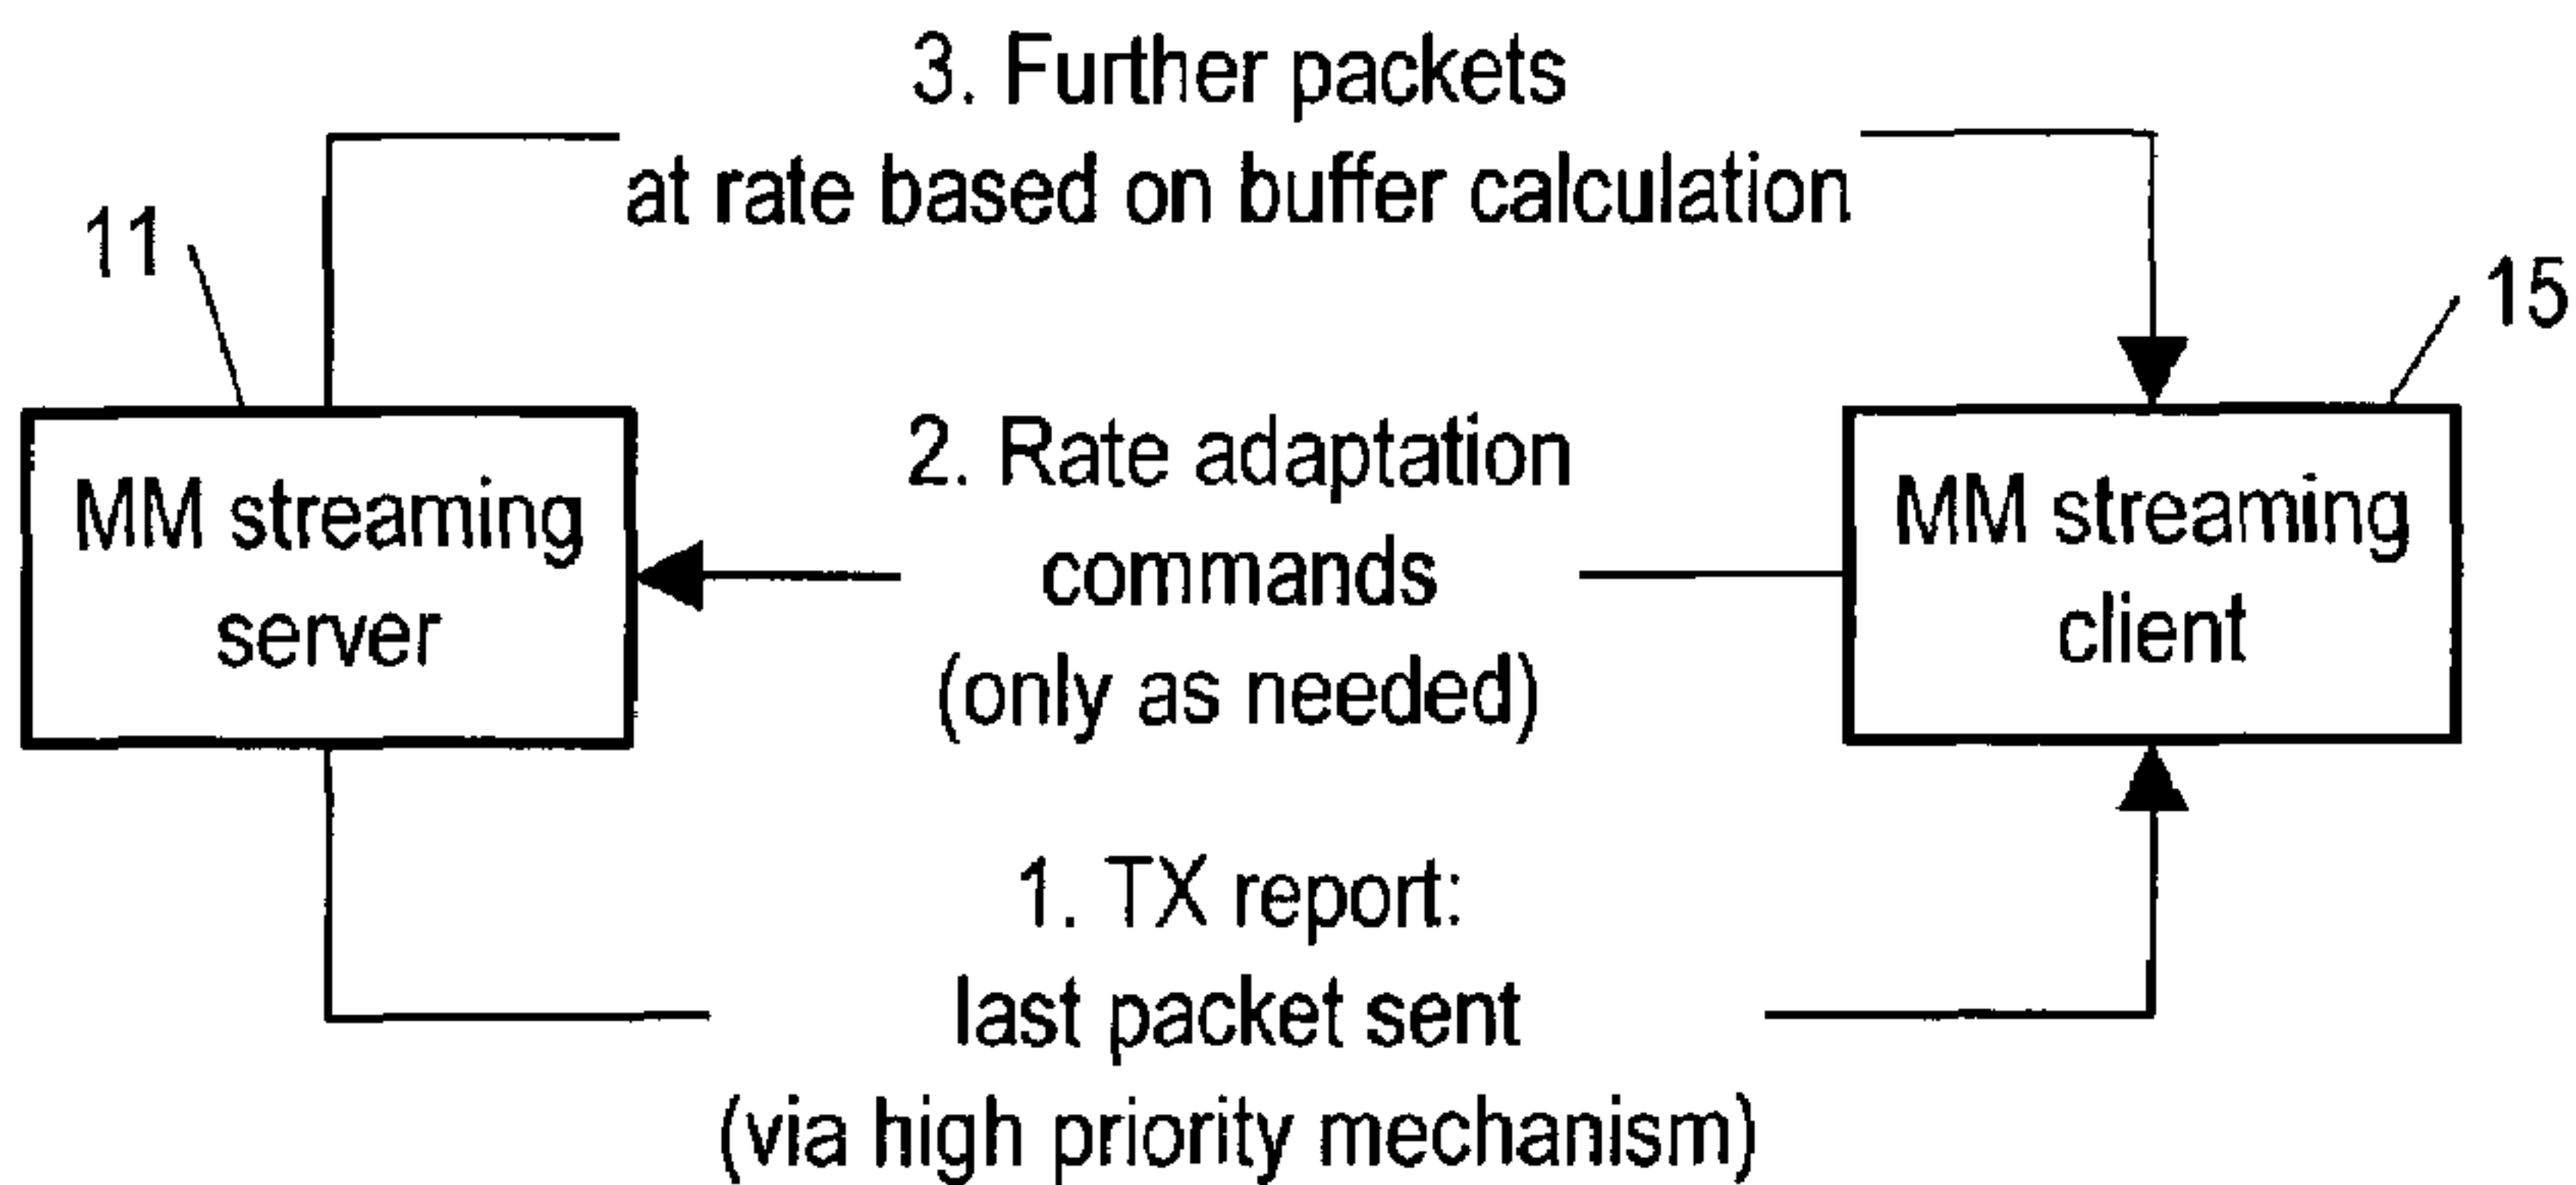 3. Further packets
at rate based on buffer calculation
11
15
MM streaming
server
2. Rate adaptation
commands
(only as needed)
MM streaming
client
1. TX report:
last packet sent
(via high priority mechanism)